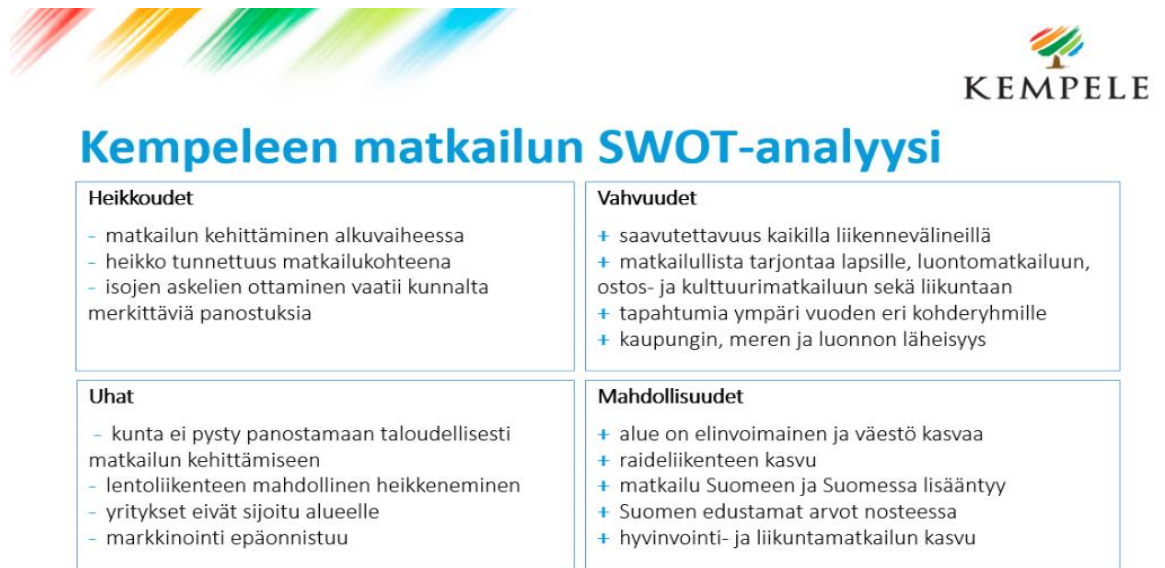 KEMPELE
Kempeleen matkailun SWOT-analyysi
Heikkoudet
- matkailun kehittäminen alkuvaiheessa
- heikko tunnettuus matkailukohteena
- isojen askelien ottaminen vaatii kunnalta
merkittäviä panostuksia
Vahvuudet
+ saavutettavuus kaikilla liikennevälineillä
+ matkailullista tarjontaa lapsille, luontomatkailuun,
ostos- ja kulttuurimatkailuun sekä liikuntaan
+ tapahtumia ympäri vuoden eri kohderyhmille
+ kaupungin, meren ja luonnon läheisyys
Uhat
- kunta ei pysty panostamaan taloudellisesti
matkailun kehittämiseen
- lentoliikenteen mahdollinen heikkeneminen
- yritykset eivät sijoitu alueelle
- markkinointi epäonnistuu
Mahdollisuudet
+ alue on elinvoimainen ja väestö kasvaa
+ raideliikenteen kasvu
+ matkailu Suomeen ja Suomessa lisääntyy
+ Suomen edustamat arvot nosteessa
+ hyvinvointi- ja liikuntamatkailun kasvu